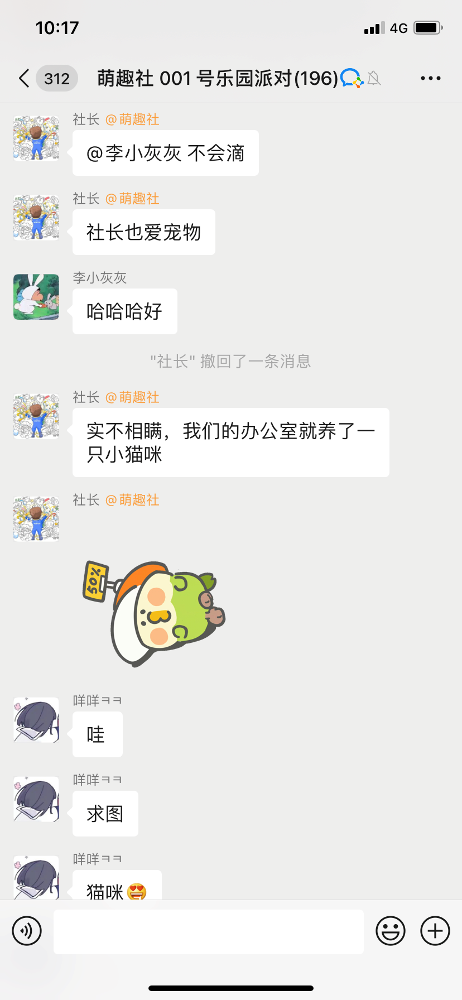 10:17
4G
312
萌趣社 001 号乐园派对(196)
社长 @萌趣社
@李小灰灰 不会滴
社长 @萌趣社
社长也爱宠物
李小灰灰
哈哈哈好
"社长" 撤回了一条消息
社长 @萌趣社
实不相瞒，我们的办公室就养了一
只小猫咪
社长 @萌趣社
50%
咩咩ㅋㅋ
哇
咩咩ㅋㅋ
求图
咩咩ㅋㅋ
猫咪😍